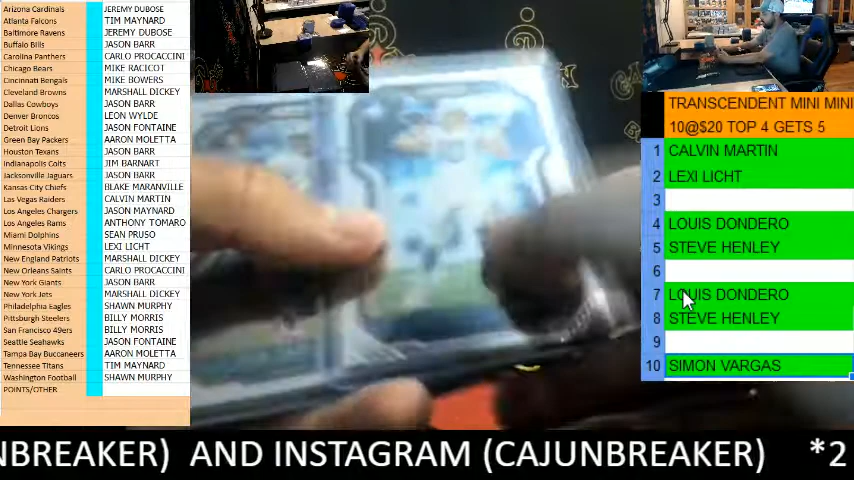 Arizona Cardinals JEREMY DUBOSE
Atlanta Falcons TIM MAYNARD
Baltimore Ravens JEREMY DUBOSE
Buffalo Bills JASON BARR
Carolina Panthers CARLO PROCACCINI
Chicago Bears MIKE RACICOT
Cincinnati Bengals MIKE BOWERS
Cleveland Browns MARSHALL DICKEY
Dallas Cowboys JASON BARR
Denver Broncos LEON WYLDE
Detroit Lions JASON FONTAINE
Green Bay Packers AARON MOLETTA
Houston Texans JASON BARR
Indianapolis Colts JIM BARNART
Jacksonville Jaguars JASON BARR
Kansas City Chiefs BLAKE MARANVILLE
Las Vegas Raiders CALVIN MARTIN
Los Angeles Chargers JASON MAYNARD
Los Angeles Rams ANTHONY TOMARO
Miami Dolphins SEAN PRUSO
Minnesota Vikings LEXI LICHT
New England Patriots MARSHALL DICKEY
New Orleans Saints CARLO PROCACCINI
New York Giants JASON BARR
New York Jets MARSHALL DICKEY
Philadelphia Eagles SHAWN MURPHY
Pittsburgh Steelers BILLY MORRIS
San Francisco 49ers BILLY MORRIS
Seattle Seahawks JASON FONTAINE
Tampa Bay Buccaneers AARON MOLETTA
Tennessee Titans TIM MAYNARD
Washington Football SHAWN MURPHY
POINTS/OTHER
TRANSCENDENT MINI MINI
10@$20 TOP 4 GETS 5
1 CALVIN MARTIN
2 LEXI LICHT
3
4 LOUIS DONDERO
5 STEVE HENLEY
6
7 LOUIS DONDERO
8 STEVE HENLEY
9
10 SIMON VARGAS
NBREAKER) AND INSTAGRAM (CAJUNBREAKER) *2